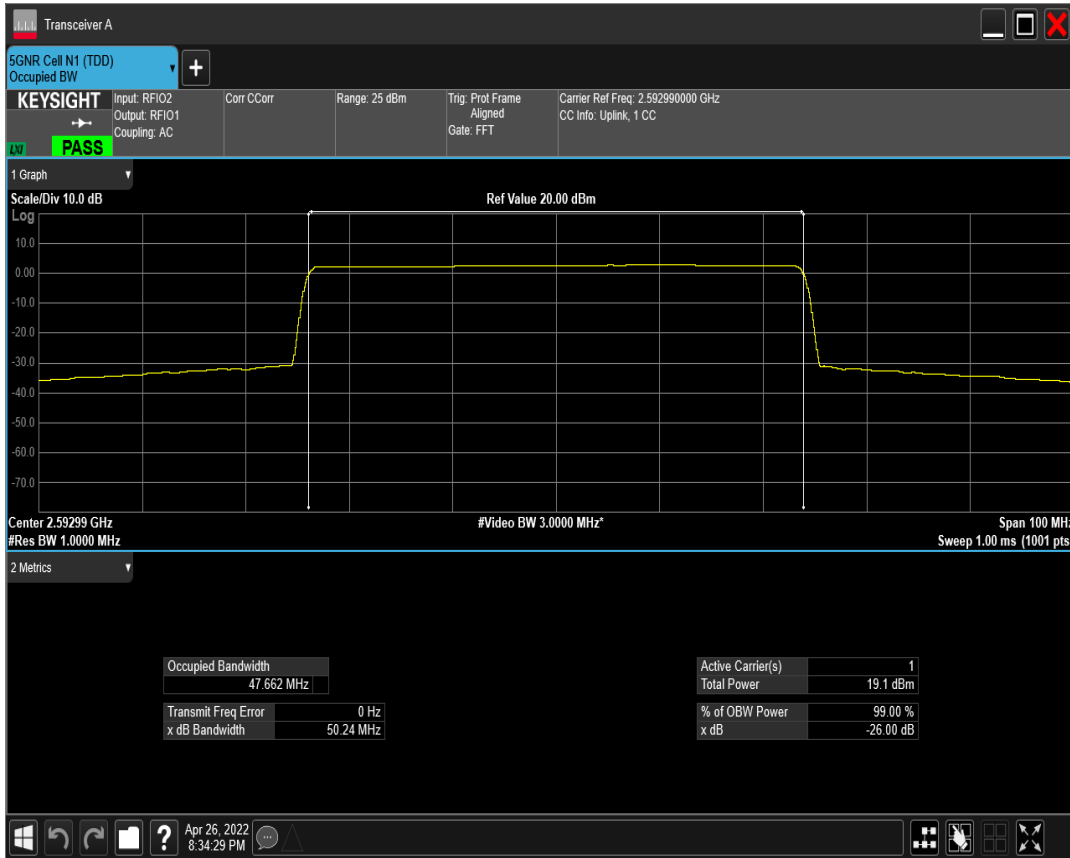 Transceiver A
5GNR Cell N1 (TDD)
Occupied BW
+
KEYSIGHT
LXI
PASS
Input: RFIO2
Output: RFIO1
Coupling: AC
Corr CCorr
Range: 25 dBm
Trig: Prot Frame
Aligned
Gate: FFT
Carrier Ref Freq: 2.592990000 GHz
CC Info: Uplink, 1 CC
1 Graph
Scale/Div 10.0 dB
Ref Value 20.00 dBm
Log
10.0
0.00
-10.0
-20.0
-30.0
-40.0
-50.0
-60.0
-70.0
Center 2.59299 GHz
#Video BW 3.0000 MHz*
Span 100 MHz
#Res BW 1.0000 MHz
Sweep 1.00 ms (1001 pts
2 Metrics
Occupied Bandwidth
47.662 MHz
Transmit Freq Error 0 Hz
x dB Bandwidth 50.24 MHz
Active Carrier(s) 1
Total Power 19.1 dBm
% of OBW Power 99.00 %
x dB -26.00 dB
?
Apr 26, 2022
8:34:29 PM